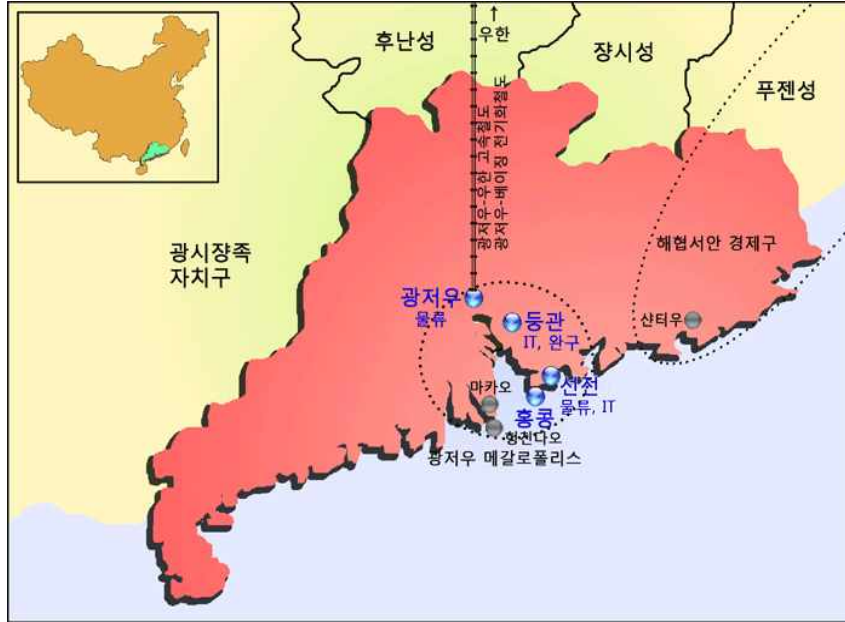 우한
후난성
쟝시성
푸젠성
광저우-우한 고속철도
광저우-베이징 전기화철도
광시쟝족
자치구
해협서안 경제구
광저우
물류
둥관
IT, 완구
샨터우
선전
물류, IT
마카오
홍콩
헝친다오
광저우 메갈로폴리스